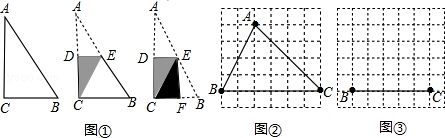 A A A
D E D E
C B C B C F B
图①
A
B C
图②
B C
图③